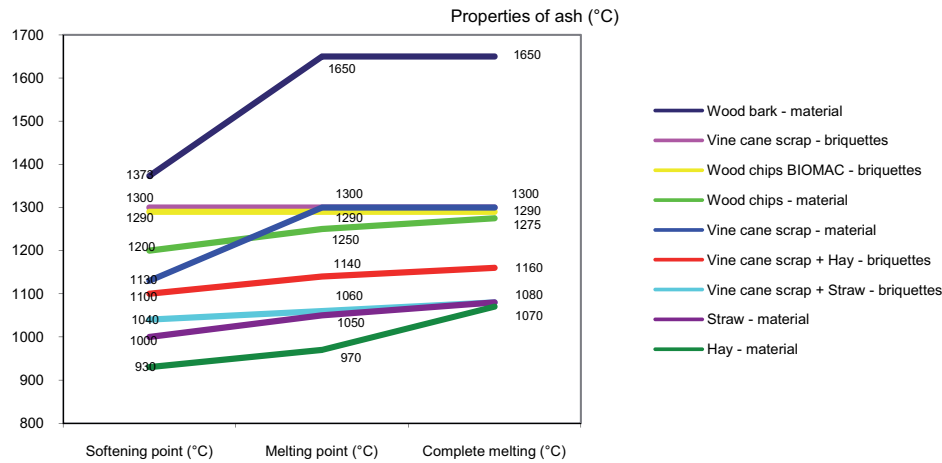 Properties of ash (°C)
1700
1600
1500
1400
1300
1200
1100
1000
900
800
1373
1300
1290
1200
1130
1100
1040
1000
930
1650
1300
1290
1250
1140
1060
1050
970
1650
1300
1290
1275
1160
1080
1070
Softening point (°C)
Melting point (°C)
Complete melting (°C)
Wood bark - material
Vine cane scrap - briquettes
Wood chips BIOMAC - briquettes
Wood chips - material
Vine cane scrap - material
Vine cane scrap + Hay - briquettes
Vine cane scrap + Straw - briquettes
Straw - material
Hay - material